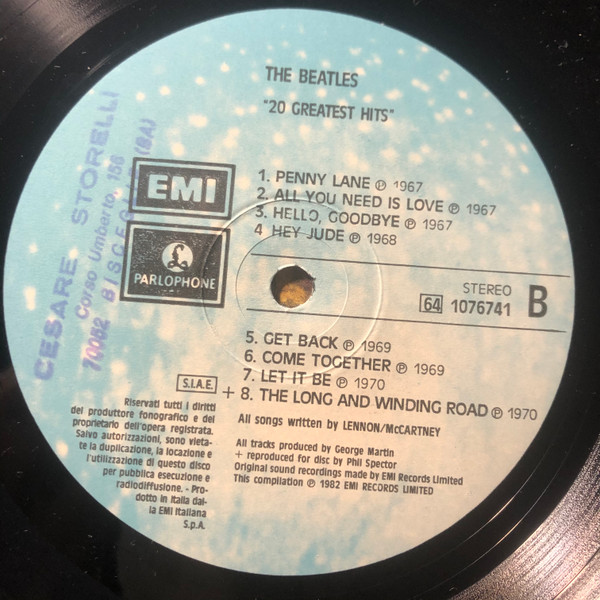 THE BEATLES
"20 GREATEST HITS"
EMI
PARLOPHONE
1. PENNY LANE ℗ 1967
2. ALL YOU NEED IS LOVE ℗ 1967
3. HELLO, GOODBYE ℗ 1967
4 HEY JUDE ℗ 1968
STEREO
64 1076741 B
5. GET BACK ℗ 1969
6. COME TOGETHER ℗ 1969
7. LET IT BE ℗ 1970
+ 8. THE LONG AND WINDING ROAD ℗ 1970
All songs written by LENNON/McCARTNEY
All tracks produced by George Martin
+ reproduced for disc by Phil Spector
Original sound recordings made by EMI Records Limited
This compilation ℗ 1982 EMI RECORDS LIMITED
S.I.A.E.
Riservati tutti i diritti
del produttore fonografico e del
proprietario dell'opera registrata.
Salvo autorizzazioni, sono vieta-
te la duplicazione, la locazione e
l'utilizzazione di questo disco
per pubblica esecuzione e
radiodiffusione. - Pro-
dotto in Italia dal-
la EMI Italiana
S.p.A.
CESARE STORELLI
Corso Umberto, 156
70052 BISCEGLIE (BA)